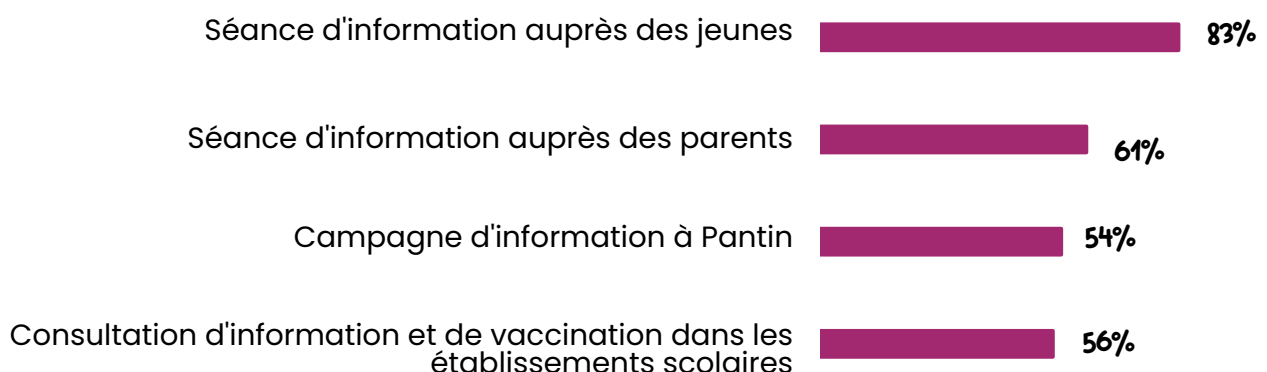 Séance d'information auprès des jeunes 83%
Séance d'information auprès des parents 61%
Campagne d'information à Pantin 54%
Consultation d'information et de vaccination dans les
établissements scolaires 56%